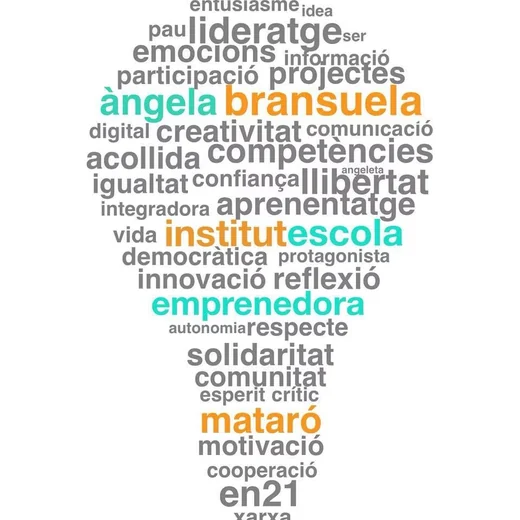 entusiasme idea
pau lideratge ser
emocions informació
participació projectes
àngela bransuela
digital creativitat comunicació
acollida competències
angeleta
igualtat confiança llibertat
integradora aprenentatge
vida institut escola
democràtica protagonista
innovació reflexió
emprenedora
autonomia respecte
solidaritat
comunitat
esperit crític
mataró
motivació
cooperació
en21
xarxa